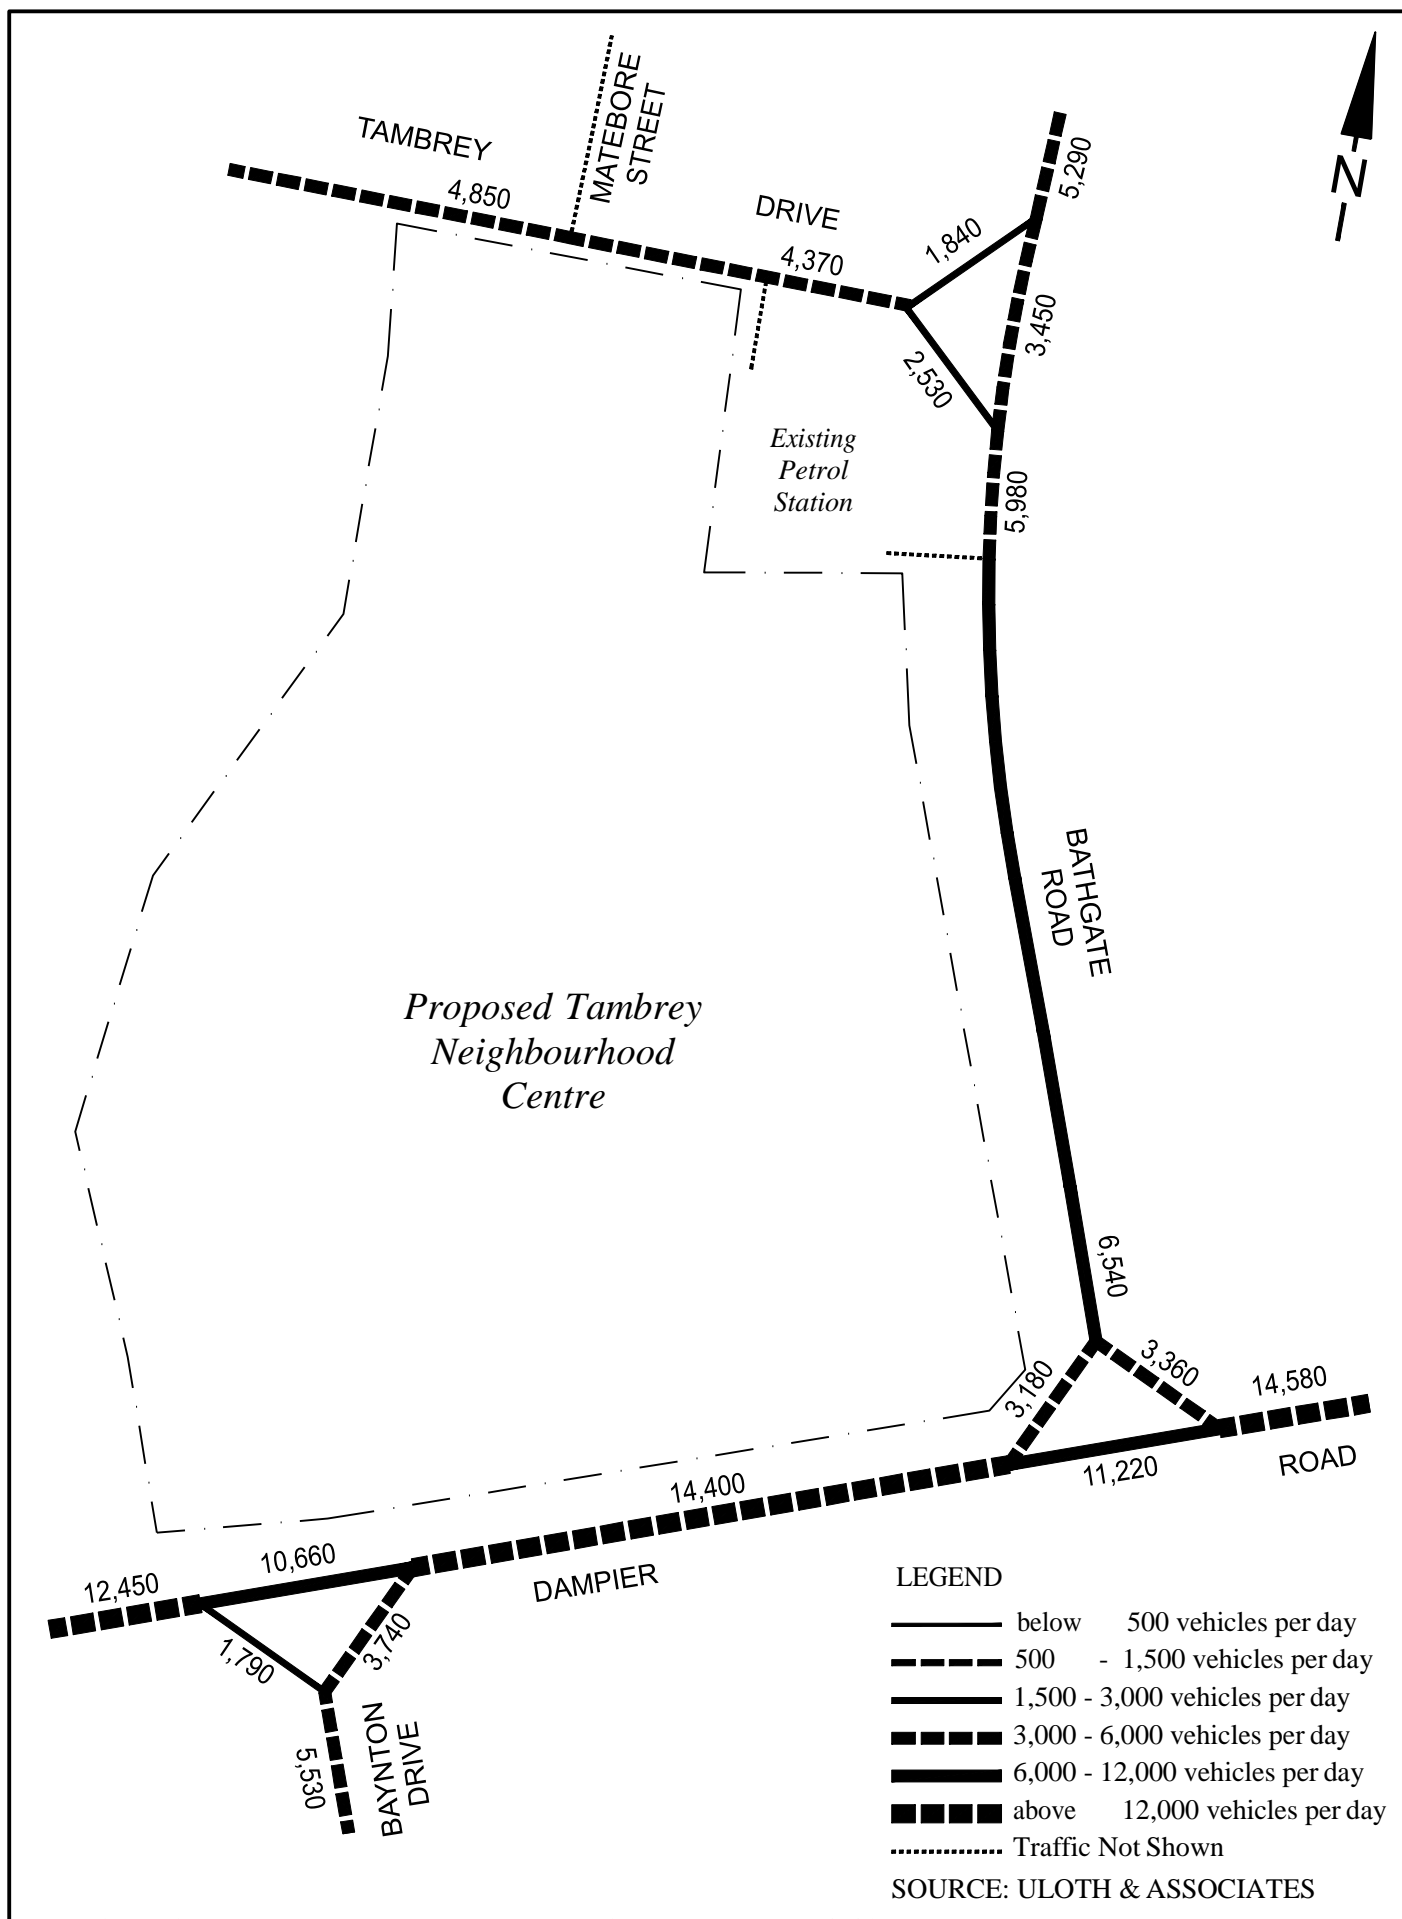 TAMBREY
MATEBORE
STREET
DRIVE
4,850
4,370
1,840
5,290
3,450
2,530
5,980
N
Existing
Petrol
Station
BATHGATE
ROAD
Proposed Tambrey
Neighbourhood
Centre
6,540
3,180
3,360
14,580
11,220
ROAD
14,400
DAMPIER
10,660
12,450
1,790
3,740
5,530
BAYNTON
DRIVE
LEGEND
below 500 vehicles per day
500 - 1,500 vehicles per day
1,500 - 3,000 vehicles per day
3,000 - 6,000 vehicles per day
6,000 - 12,000 vehicles per day
above 12,000 vehicles per day
Traffic Not Shown
SOURCE: ULOTH & ASSOCIATES